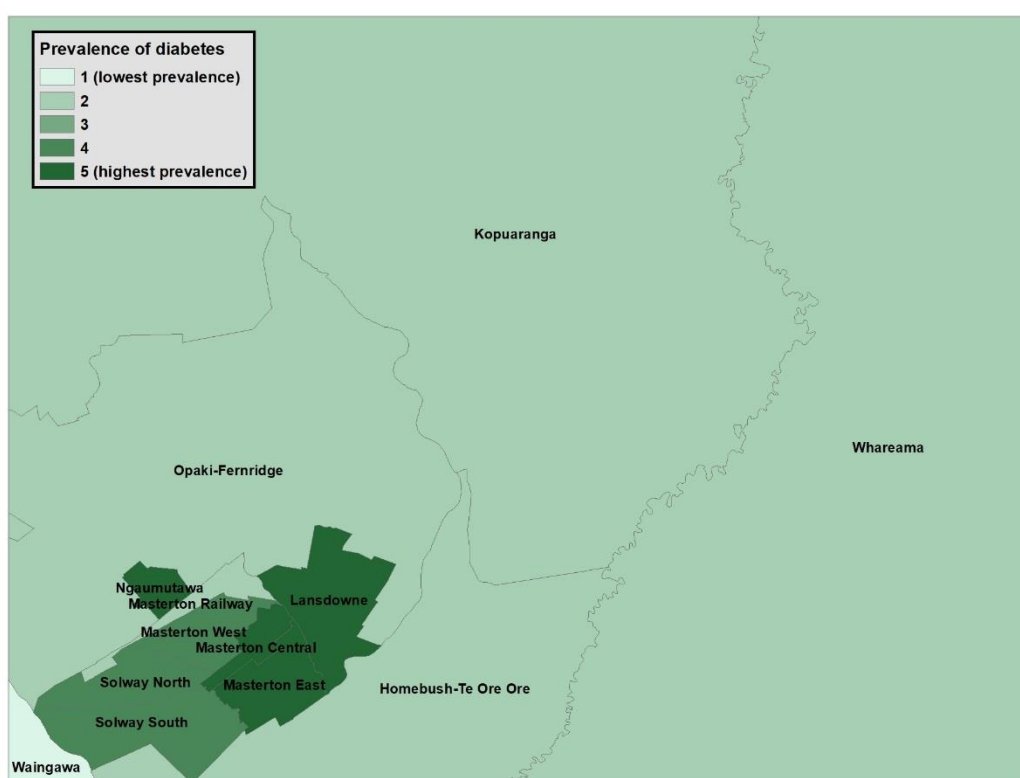 Prevalence of diabetes
1 (lowest prevalence)
2
3
4
5 (highest prevalence)
Kopuaranga
Whareama
Opaki-Fernridge
Ngaumutawa
Masterton Railway
Lansdowne
Masterton West
Masterton Central
Solway North
Masterton East
Homebush-Te Ore Ore
Solway South
Waingawa